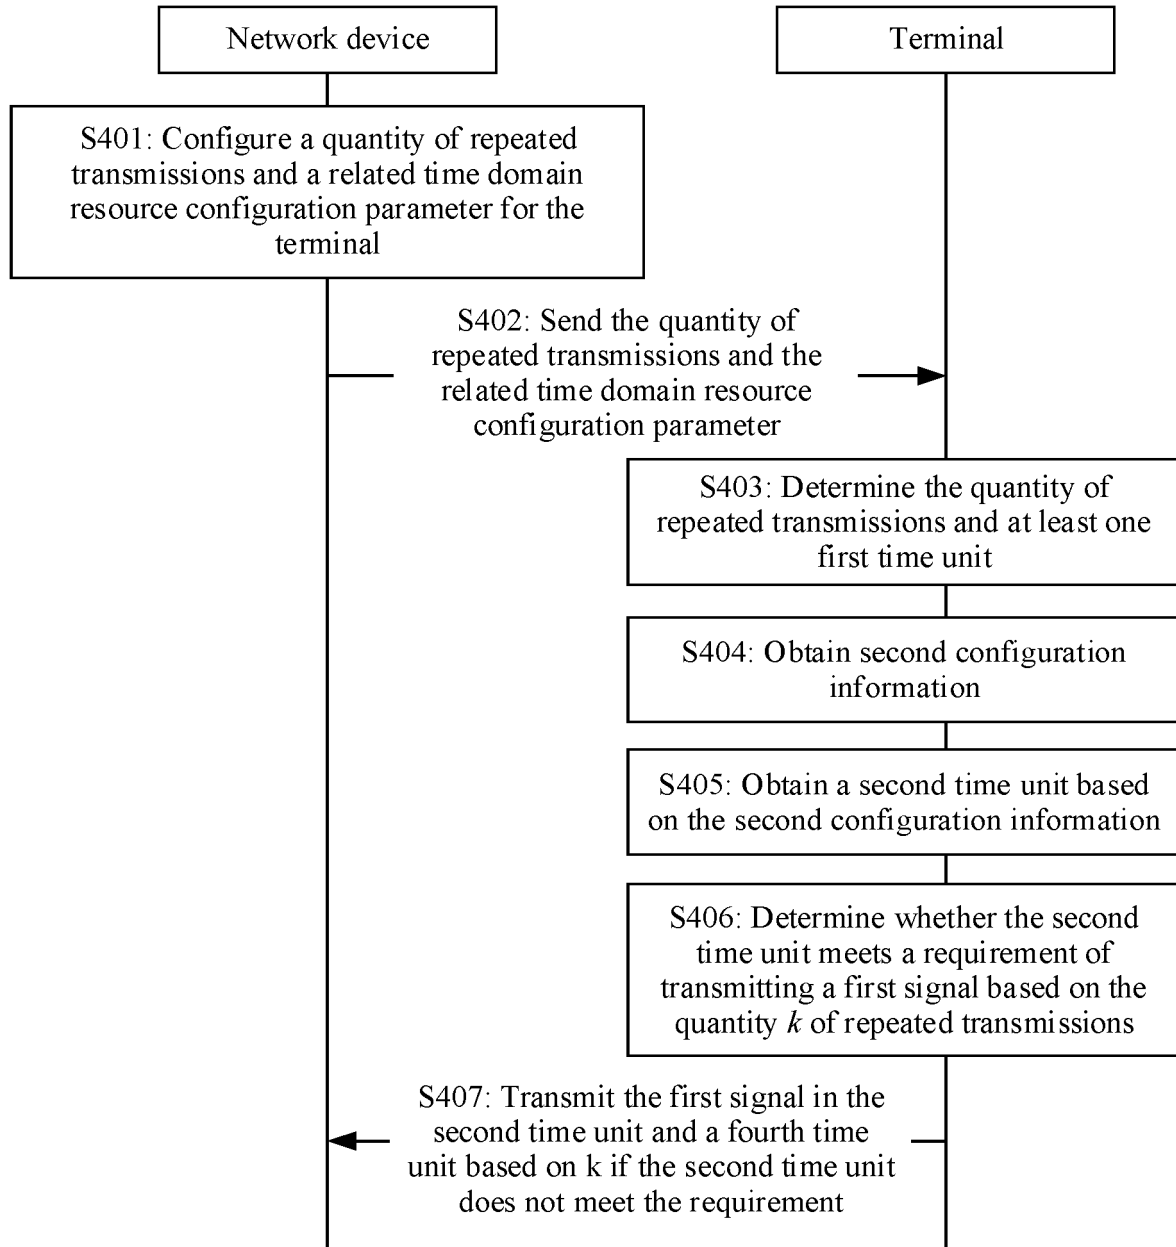 Network device
Terminal
S401: Configure a quantity of repeated
transmissions and a related time domain
resource configuration parameter for the
terminal
S402: Send the quantity of
repeated transmissions and the
related time domain resource
configuration parameter
S403: Determine the quantity of
repeated transmissions and at least one
first time unit
S404: Obtain second configuration
information
S405: Obtain a second time unit based
on the second configuration information
S406: Determine whether the second
time unit meets a requirement of
transmitting a first signal based on the
quantity k of repeated transmissions
S407: Transmit the first signal in the
second time unit and a fourth time
unit based on k if the second time unit
does not meet the requirement